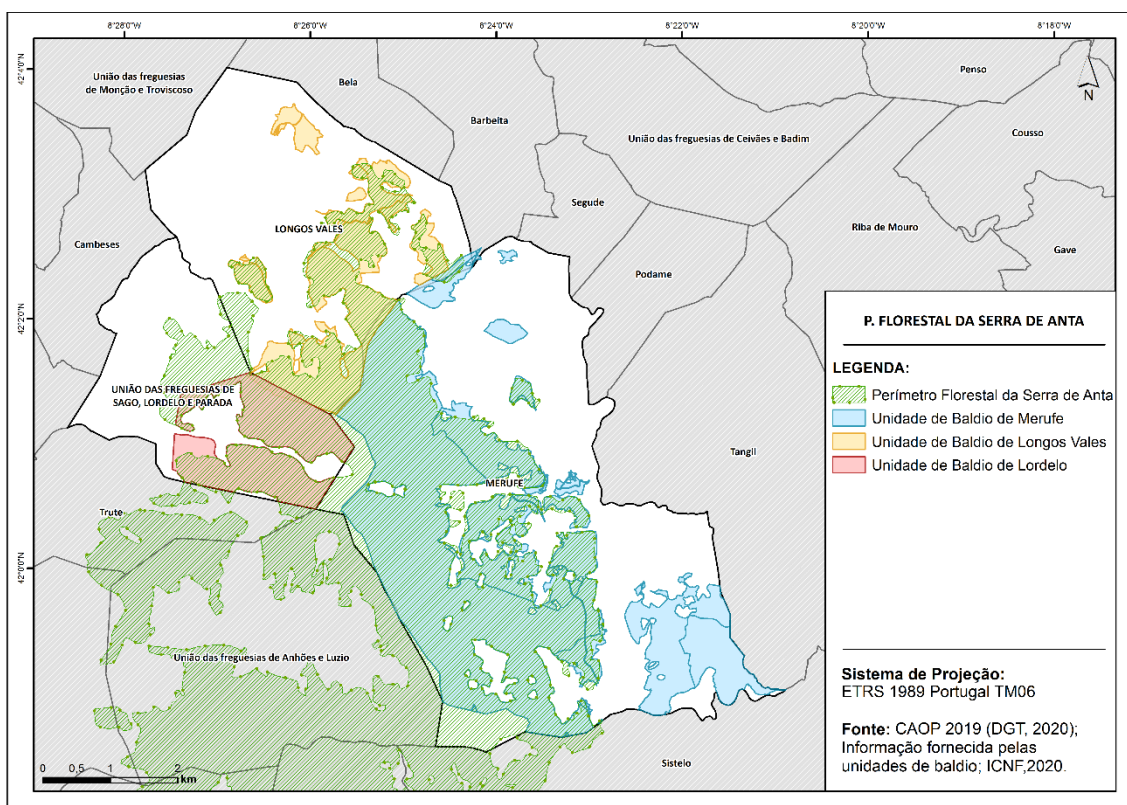 8°28'0"W
8°26'0"W
8°24'0"W
8°22'0"W
8°20'0"W
8°18'0"W
42°4'0"N
42°2'0"N
42°0'0"N
União das freguesias
de Monção e Troviscoso
Bela
Barbeita
Penso
União das freguesias de Ceivães e Badim
Cousso
N
Segude
Cambeses
LONGOS VALES
Riba de Mouro
Gave
Podame
UNIÃO DAS FREGUESIAS DE
SAGO, LORDELO E PARADA
Tangil
MERUFE
Trute
União das freguesias de Anhões e Luzio
Sistelo
0 0,5 1 2
km
P. FLORESTAL DA SERRA DE ANTA
LEGENDA:
Perímetro Florestal da Serra de Anta
Unidade de Baldio de Merufe
Unidade de Baldio de Longos Vales
Unidade de Baldio de Lordelo
Sistema de Projeção:
ETRS 1989 Portugal TM06
Fonte: CAOP 2019 (DGT, 2020);
Informação fornecida pelas
unidades de baldio; ICNF,2020.